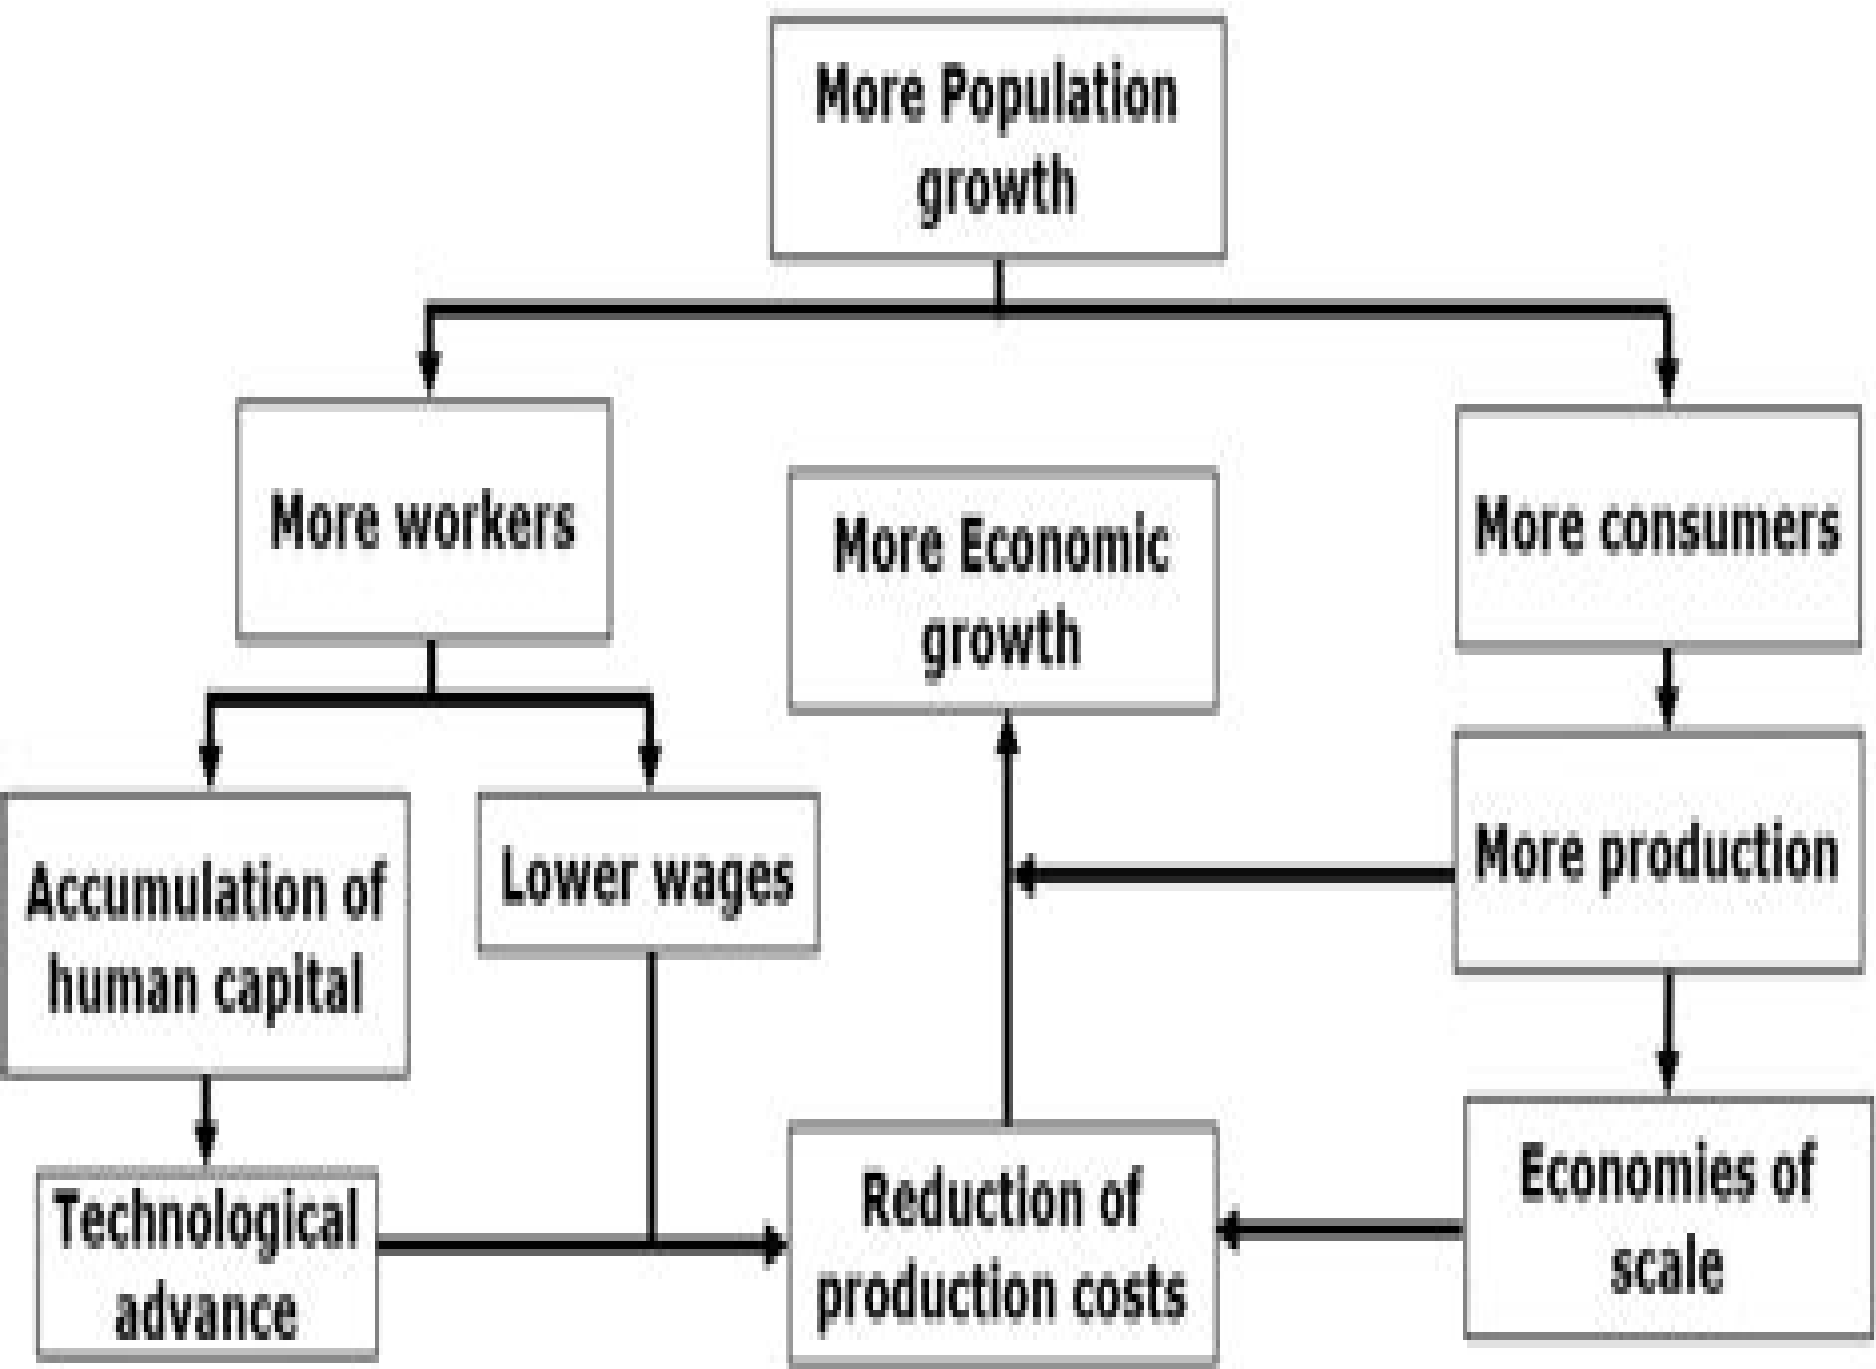 More Population
growth
More workers
More Economic
growth
More consumers
Accumulation of
human capital
Lower wages
More production
Technological
advance
Reduction of
production costs
Economies of
scale